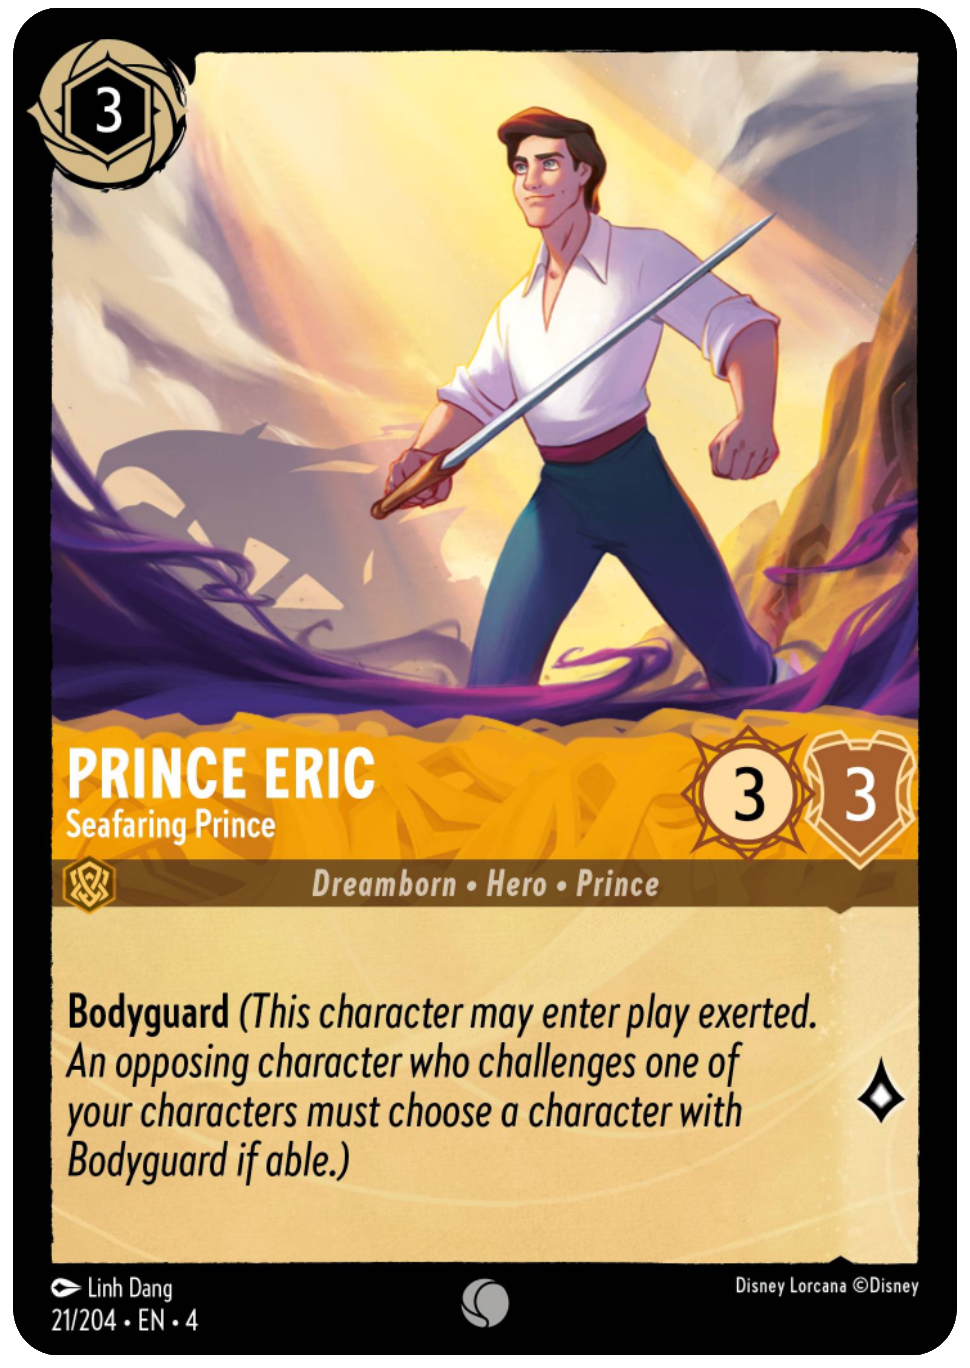 3
PRINCE ERIC
Seafaring Prince
3 3
Dreamborn • Hero • Prince
Bodyguard (This character may enter play exerted.
An opposing character who challenges one of
your characters must choose a character with
Bodyguard if able.)
Linh Dang
Disney Lorcana ©Disney
21/204 • EN • 4